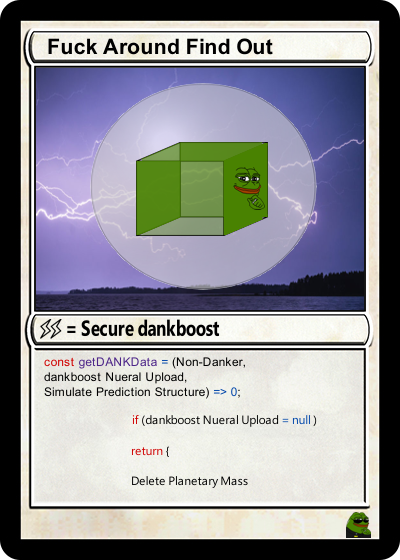 Fuck Around Find Out
= Secure dankboost
const getDANKData = (Non-Danker,
dankboost Nueral Upload,
Simulate Prediction Structure) => 0;
if (dankboost Nueral Upload = null )
return {
Delete Planetary Mass